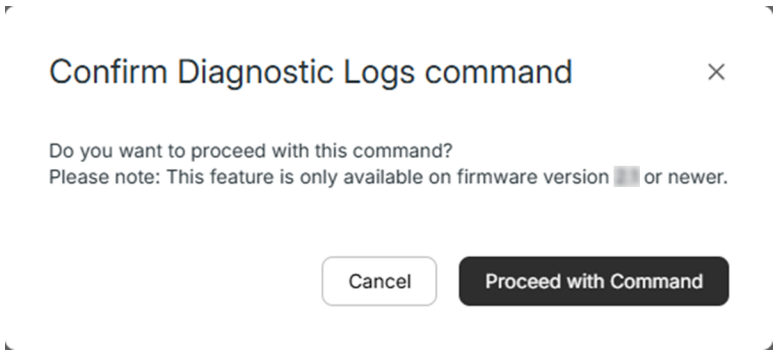 Confirm Diagnostic Logs command
Do you want to proceed with this command?
Please note: This feature is only available on firmware version or newer.
Cancel
Proceed with Command